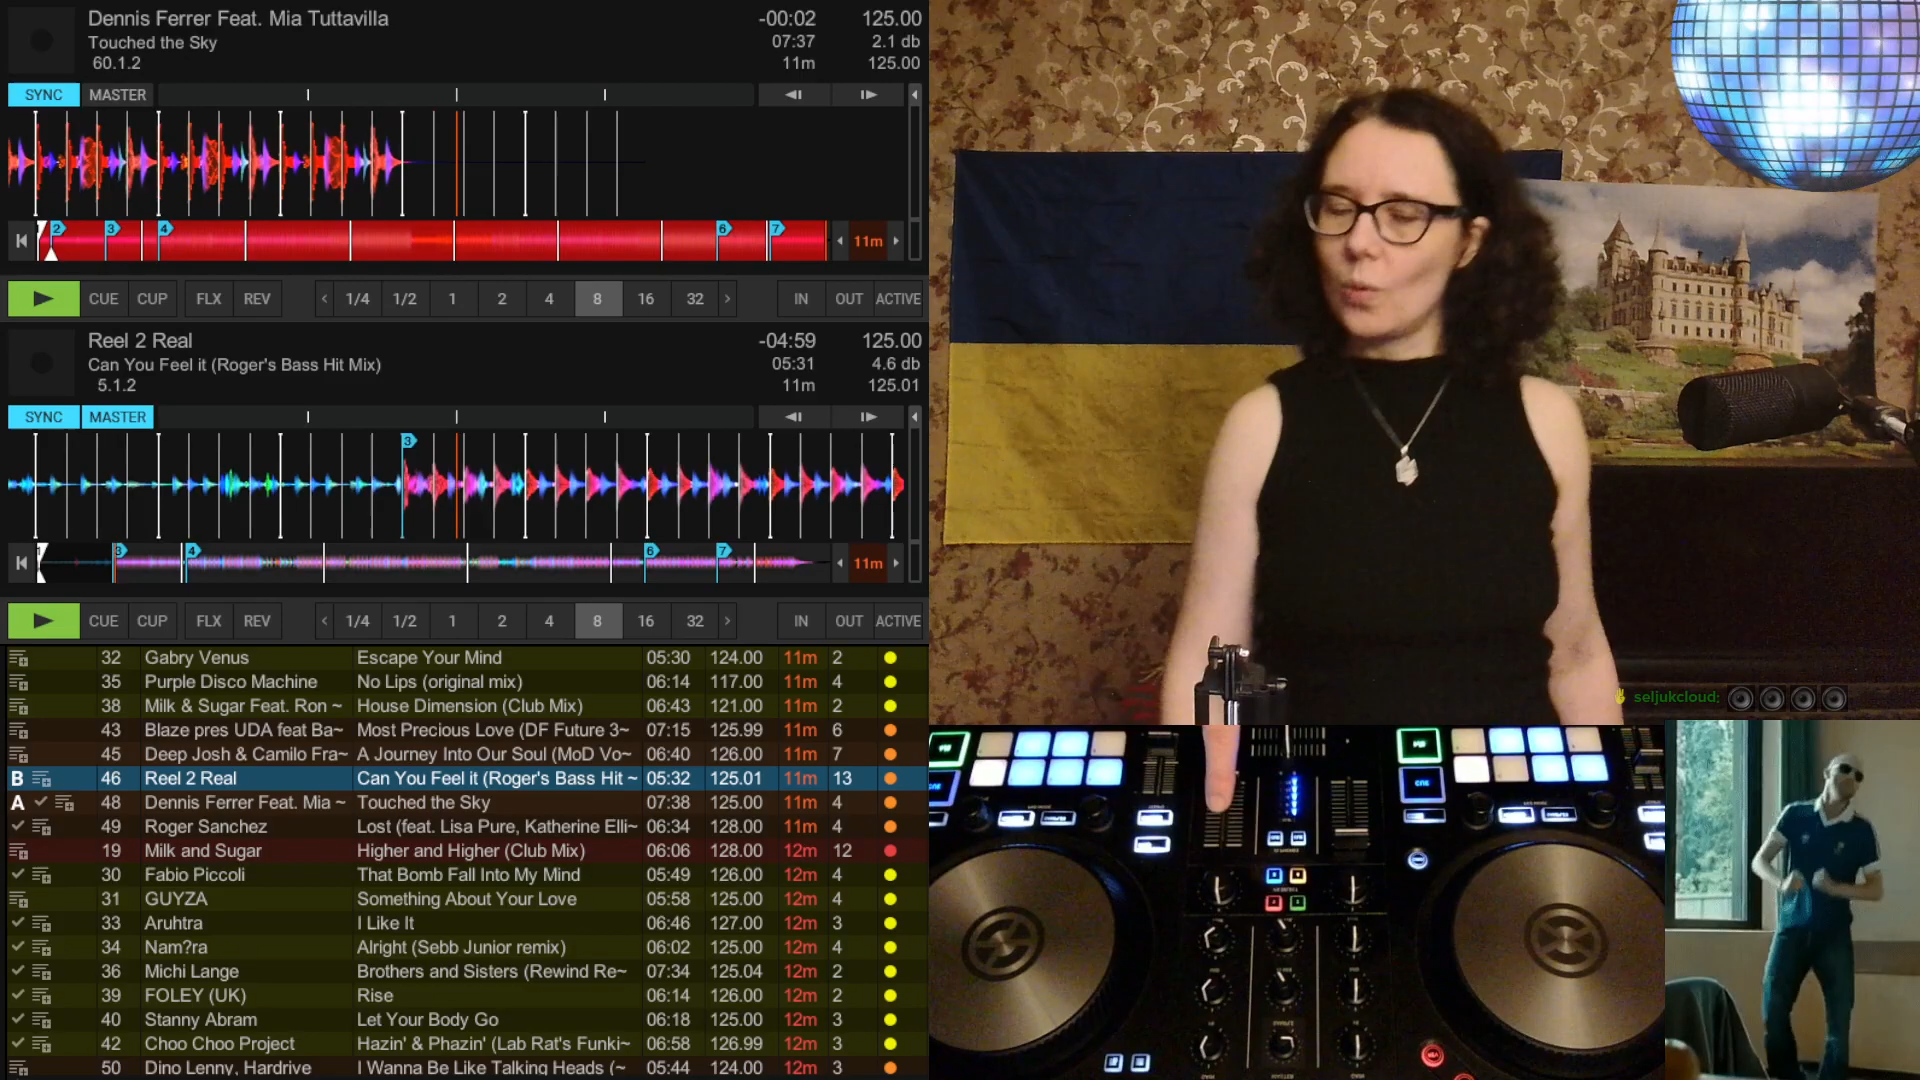 Dennis Ferrer Feat. Mia Tuttavilla -00:02 125.00
Touched the Sky 07:37 2.1 db
60.1.2 11m 125.00
SYNC MASTER
2 3 4 6 7 11m
CUE CUP FLX REV 1/4 1/2 1 2 4 8 16 32 IN OUT ACTIVE
Reel 2 Real -04:59 125.00
Can You Feel it (Roger's Bass Hit Mix) 05:31 4.6 db
5.1.2 11m 125.01
SYNC MASTER
3
1 3 4 6 7 11m
CUE CUP FLX REV 1/4 1/2 1 2 4 8 16 32 IN OUT ACTIVE
32 Gabry Venus Escape Your Mind 05:30 124.00 11m 2
35 Purple Disco Machine No Lips (original mix) 06:14 117.00 11m 4
38 Milk & Sugar Feat. Ron ~ House Dimension (Club Mix) 06:43 121.00 11m 2
43 Blaze pres UDA feat Ba~ Most Precious Love (DF Future 3~ 07:15 125.99 11m 6
45 Deep Josh & Camilo Fra~ A Journey Into Our Soul (MoD Vo~ 06:40 126.00 11m 7
B 46 Reel 2 Real Can You Feel it (Roger's Bass Hit ~ 05:32 125.01 11m 13
A 48 Dennis Ferrer Feat. Mia ~ Touched the Sky 07:38 125.00 11m 4
49 Roger Sanchez Lost (feat. Lisa Pure, Katherine Elli~ 06:34 128.00 11m 4
19 Milk and Sugar Higher and Higher (Club Mix) 06:06 128.00 12m 12
30 Fabio Piccoli That Bomb Fall Into My Mind 05:49 126.00 12m 4
31 GUYZA Something About Your Love 05:58 125.00 12m 4
33 Aruhtra I Like It 06:46 127.00 12m 3
34 Nam?ra Alright (Sebb Junior remix) 06:02 125.00 12m 4
36 Michi Lange Brothers and Sisters (Rewind Re~ 07:34 125.04 12m 2
39 FOLEY (UK) Rise 06:14 126.00 12m 2
40 Stanny Abram Let Your Body Go 06:18 125.00 12m 3
42 Choo Choo Project Hazin' & Phazin' (Lab Rat's Funki~ 06:58 126.99 12m 3
50 Dino Lenny, Hardrive I Wanna Be Like Talking Heads (~ 05:44 124.00 12m 3
seljukcloud: